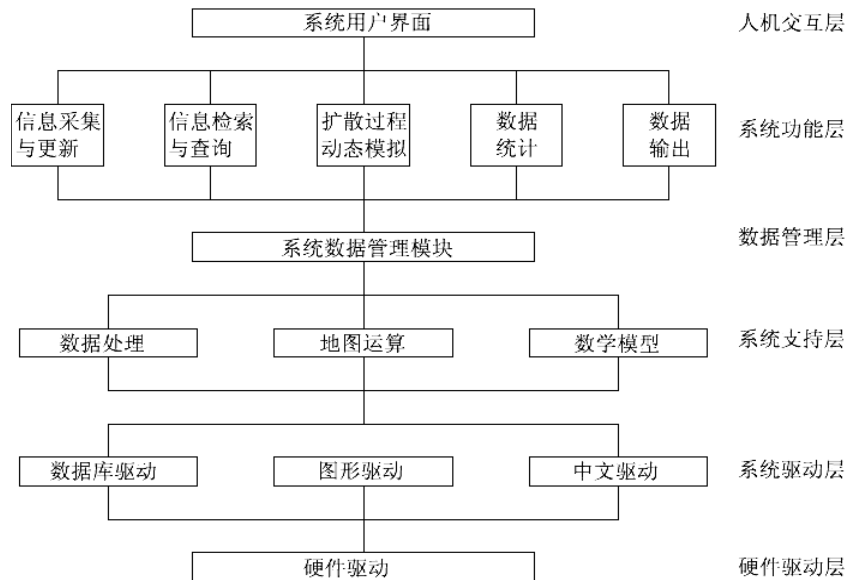 系统用户界面
人机交互层
信息采集
与更新
信息检索
与查询
扩散过程
动态模拟
数据
统计
数据
输出
系统功能层
系统数据管理模块
数据管理层
数据处理
地图运算
数学模型
系统支持层
数据库驱动
图形驱动
中文驱动
系统驱动层
硬件驱动
硬件驱动层